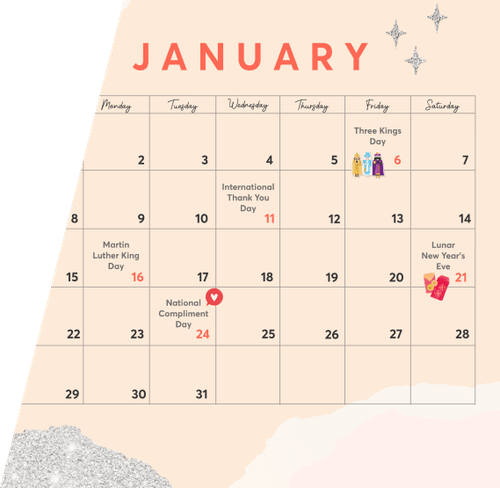 JANUARY
Monday Tuesday Wednesday Thursday Friday Saturday
Three Kings
Day
2 3 4 5 6 7
International
Thank You
Day
8 9 10 11 12 13 14
Martin
Luther King
Day
Lunar
New Year's
Eve
15 16 17 18 19 20 21
National
Compliment
Day
22 23 24 25 26 27 28
29 30 31